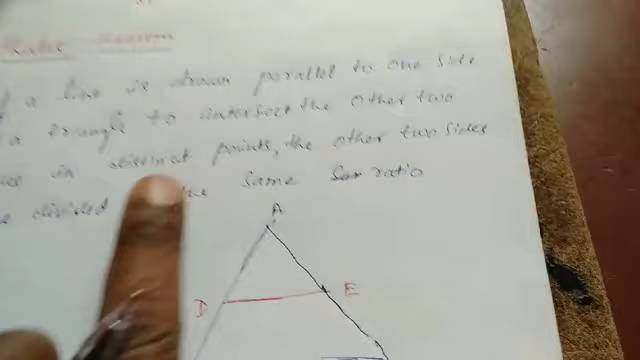 Theorem
f a line is drawn parallel to one side
a triangle to intersect the other two
in distinct points, the other two sides
divided the same ratio
A
D E